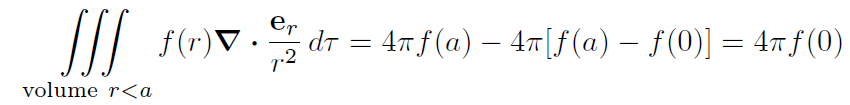 ∭ f(r)∇ · e_r/r² dτ = 4πf(a) − 4π[f(a) − f(0)] = 4πf(0)
volume r<a